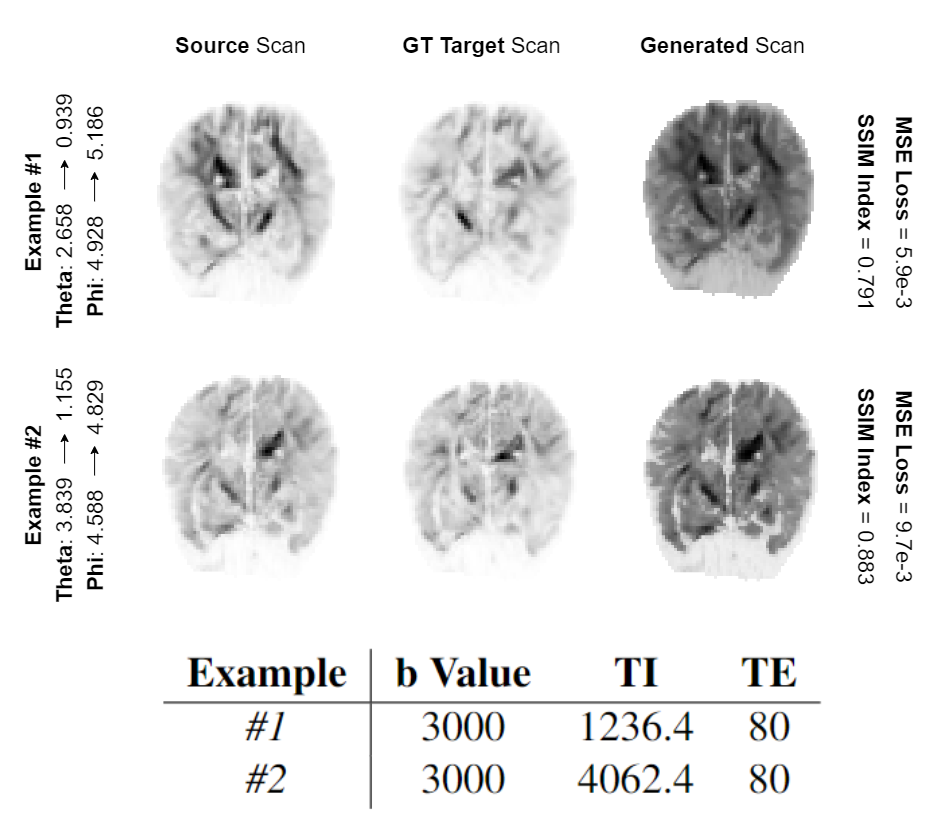 Source Scan GT Target Scan Generated Scan
Example #1
Theta: 2.658 → 0.939
Phi: 4.928 → 5.186
MSE Loss = 5.9e-3
SSIM Index = 0.791
Example #2
Theta: 3.839 → 1.155
Phi: 4.588 → 4.829
MSE Loss = 9.7e-3
SSIM Index = 0.883
Example b Value TI TE
#1 3000 1236.4 80
#2 3000 4062.4 80